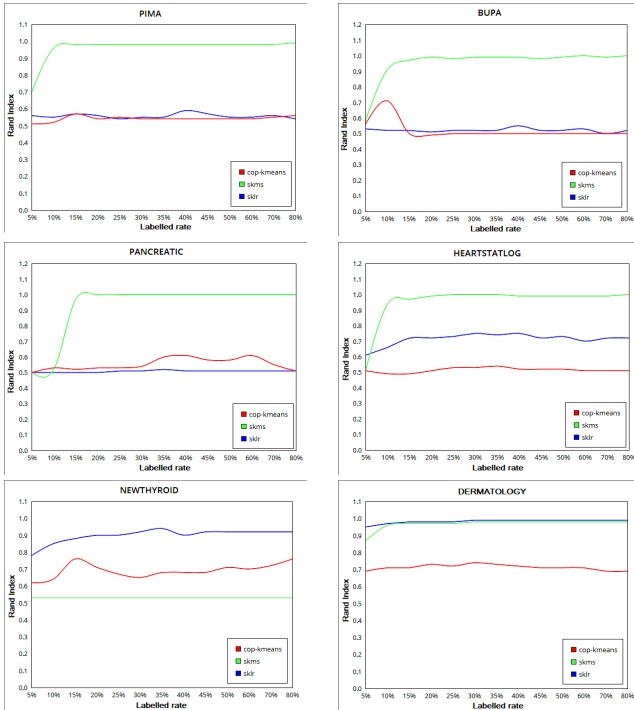 PIMA
1.1
1.0
0.9
0.8
0.7
0.6
0.5
0.4
0.3
0.2
0.1
0.0
Rand Index
5% 10% 15% 20% 25% 30% 35% 40% 45% 50% 60% 70% 80%
Labelled rate
cop-kmeans
skms
sklr
BUPA
1.2
1.1
1.0
0.9
0.8
0.7
0.6
0.5
0.4
0.3
0.2
0.1
0.0
Rand Index
5% 10% 15% 20% 25% 30% 35% 40% 45% 50% 60% 70% 80%
Labelled rate
cop-kmeans
skms
sklr
PANCREATIC
1.2
1.1
1.0
0.9
0.8
0.7
0.6
0.5
0.4
0.3
0.2
0.1
0.0
Rand Index
5% 10% 15% 20% 25% 30% 35% 40% 45% 50% 60% 70% 80%
Labelled rate
cop-kmeans
skms
sklr
HEARTSTATLOG
1.2
1.1
1.0
0.9
0.8
0.7
0.6
0.5
0.4
0.3
0.2
0.1
0.0
Rand Index
5% 10% 15% 20% 25% 30% 35% 40% 45% 50% 60% 70% 80%
Labelled rate
cop-kmeans
skms
sklr
NEWTHYROID
1.1
1.0
0.9
0.8
0.7
0.6
0.5
0.4
0.3
0.2
0.1
0.0
Rand Index
5% 10% 15% 20% 25% 30% 35% 40% 45% 50% 60% 70% 80%
Labelled rate
cop-kmeans
skms
sklr
DERMATOLOGY
1.1
1.0
0.9
0.8
0.7
0.6
0.5
0.4
0.3
0.2
0.1
0.0
Rand Index
5% 10% 15% 20% 25% 30% 35% 40% 45% 50% 60% 70% 80%
Labelled rate
cop-kmeans
skms
sklr